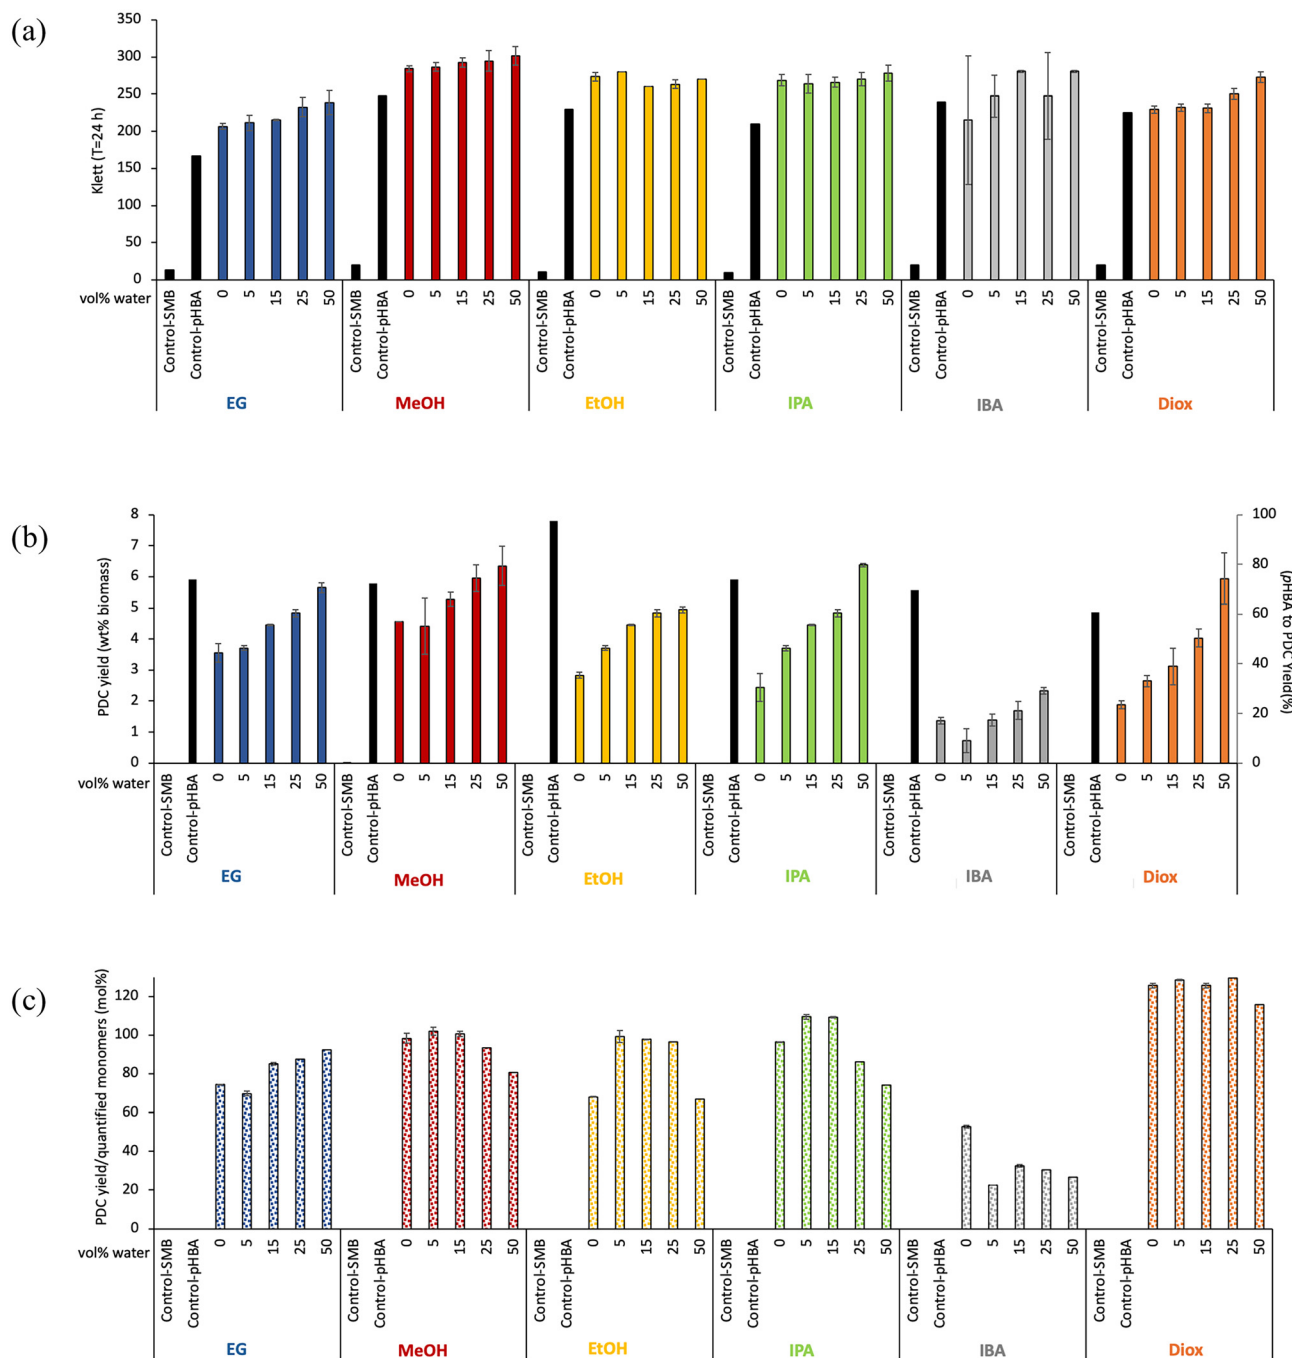 (a)
Klett (T=24 h)
350
300
250
200
150
100
50
0
vol% water
Control-SMB Control-pHBA 0 5 15 25 50 Control-SMB Control-pHBA 0 5 15 25 50 Control-SMB Control-pHBA 0 5 15 25 50 Control-SMB Control-pHBA 0 5 15 25 50 Control-SMB Control-pHBA 0 5 15 25 50 Control-SMB Control-pHBA 0 5 15 25 50
EG MeOH EtOH IPA IBA Diox
(b)
PDC yield (wt% biomass)
8
7
6
5
4
3
2
1
0
100
80
60
40
20
0
(pHBA to PDC Yield(%)
vol% water
Control-SMB Control-pHBA 0 5 15 25 50 Control-SMB Control-pHBA 0 5 15 25 50 Control-SMB Control-pHBA 0 5 15 25 50 Control-SMB Control-pHBA 0 5 15 25 50 Control-SMB Control-pHBA 0 5 15 25 50 Control-SMB Control-pHBA 0 5 15 25 50
EG MeOH EtOH IPA IBA Diox
(c)
PDC yield/quantified monomers (mol%)
120
100
80
60
40
20
0
vol% water
Control-SMB Control-pHBA 0 5 15 25 50 Control-SMB Control-pHBA 0 5 15 25 50 Control-SMB Control-pHBA 0 5 15 25 50 Control-SMB Control-pHBA 0 5 15 25 50 Control-SMB Control-pHBA 0 5 15 25 50 Control-SMB Control-pHBA 0 5 15 25 50
EG MeOH EtOH IPA IBA Diox